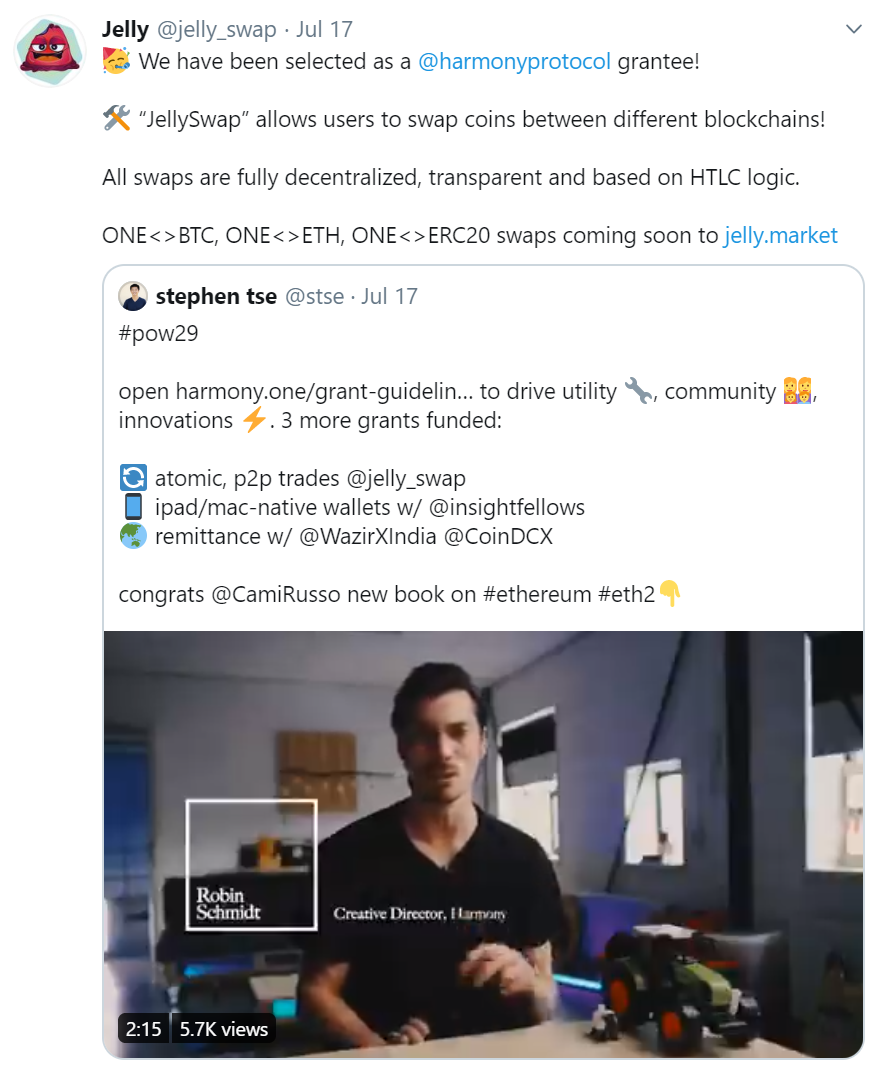 Jelly @jelly_swap · Jul 17
🥳 We have been selected as a @harmonyprotocol grantee!
🛠 “JellySwap” allows users to swap coins between different blockchains!
All swaps are fully decentralized, transparent and based on HTLC logic.
ONE<>BTC, ONE<>ETH, ONE<>ERC20 swaps coming soon to jelly.market
stephen tse @stse · Jul 17
#pow29
open harmony.one/grant-guidelin... to drive utility 🔧, community 👩‍👩‍👧‍👧,
innovations ⚡. 3 more grants funded:
🔄 atomic, p2p trades @jelly_swap
📱 ipad/mac-native wallets w/ @insightfellows
🌏 remittance w/ @WazirXIndia @CoinDCX
congrats @CamiRusso new book on #ethereum #eth2👇
Robin
Schmidt
Creative Director, Harmony
2:15 5.7K views